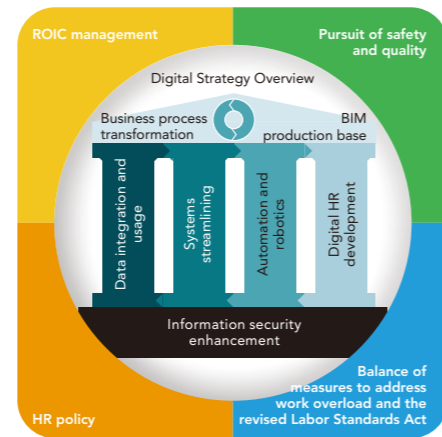 ROIC management
Pursuit of safety
and quality
Digital Strategy Overview
Business process
transformation
BIM
production base
Data integration and
usage
Systems
streamlining
Automation and
robotics
Digital HR
development
Information security
enhancement
HR policy
Balance of
measures to address
work overload and the
revised Labor Standards Act